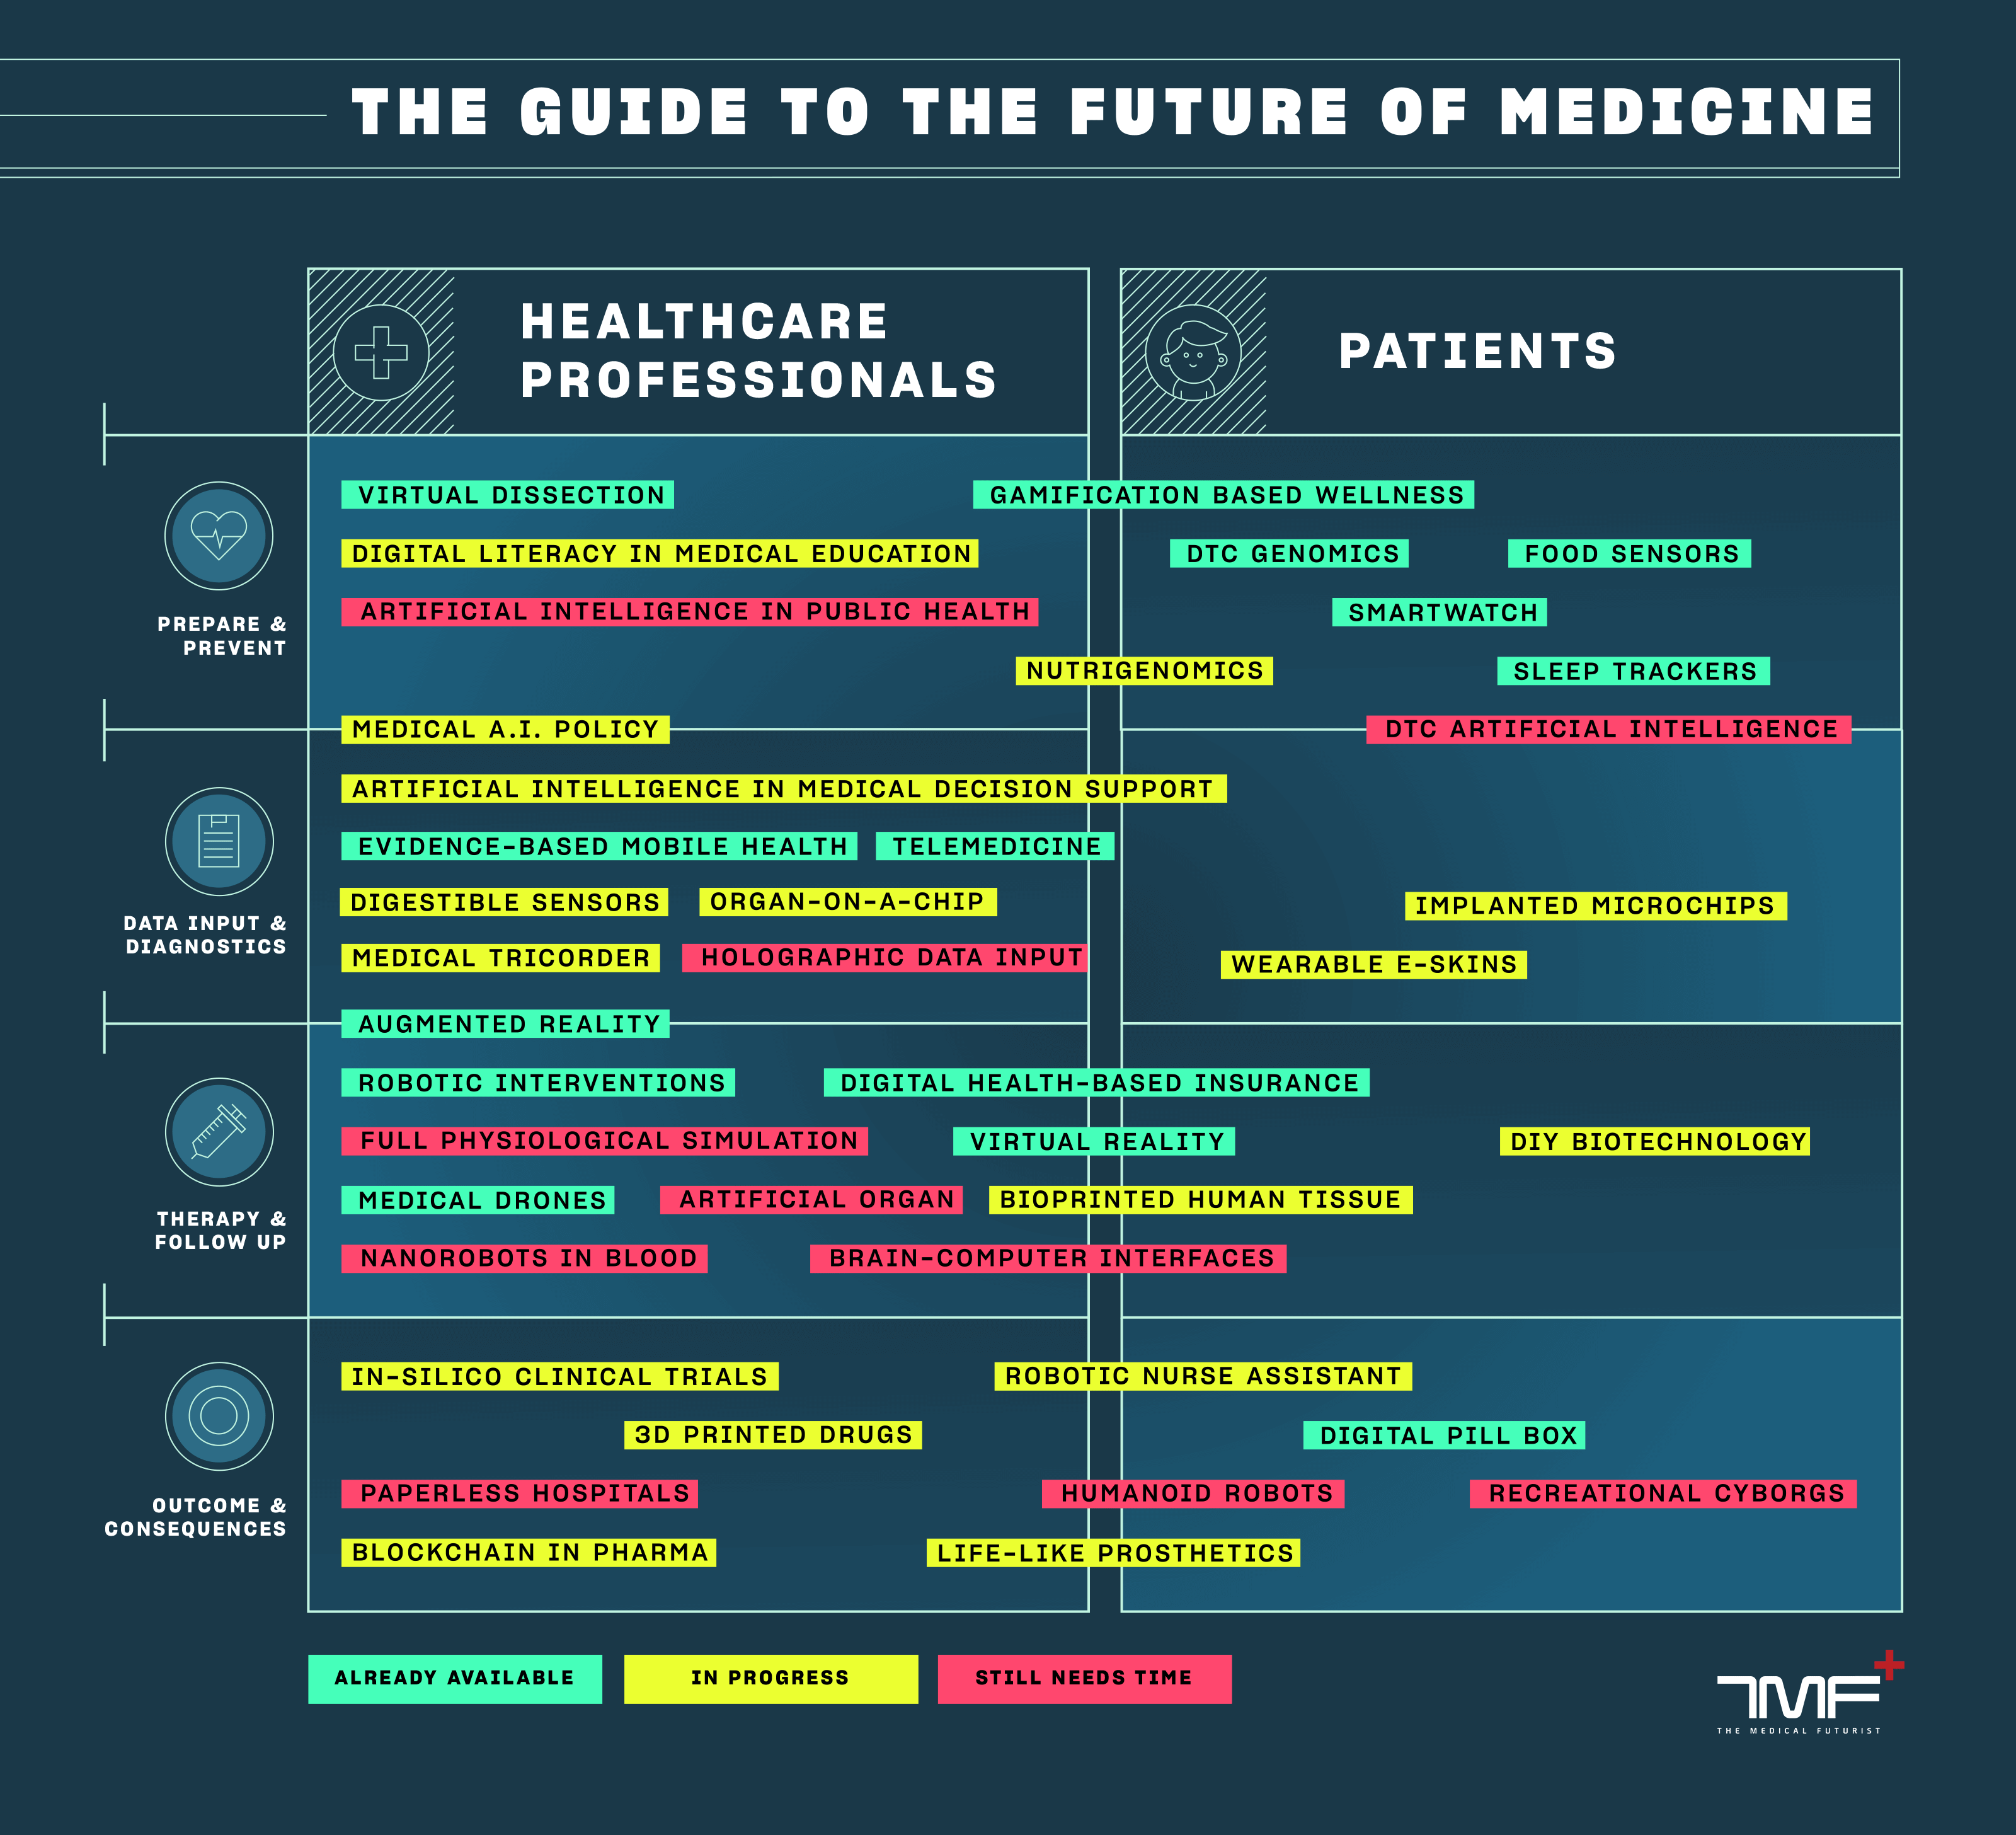 THE GUIDE TO THE FUTURE OF MEDICINE
HEALTHCARE
PROFESSIONALS
PATIENTS
PREPARE &
PREVENT
VIRTUAL DISSECTION
GAMIFICATION BASED WELLNESS
DIGITAL LITERACY IN MEDICAL EDUCATION
DTC GENOMICS
FOOD SENSORS
ARTIFICIAL INTELLIGENCE IN PUBLIC HEALTH
SMARTWATCH
NUTRIGENOMICS
SLEEP TRACKERS
MEDICAL A.I. POLICY
DTC ARTIFICIAL INTELLIGENCE
DATA INPUT &
DIAGNOSTICS
ARTIFICIAL INTELLIGENCE IN MEDICAL DECISION SUPPORT
EVIDENCE-BASED MOBILE HEALTH
TELEMEDICINE
DIGESTIBLE SENSORS
ORGAN-ON-A-CHIP
IMPLANTED MICROCHIPS
MEDICAL TRICORDER
HOLOGRAPHIC DATA INPUT
WEARABLE E-SKINS
AUGMENTED REALITY
THERAPY &
FOLLOW UP
ROBOTIC INTERVENTIONS
DIGITAL HEALTH-BASED INSURANCE
FULL PHYSIOLOGICAL SIMULATION
VIRTUAL REALITY
DIY BIOTECHNOLOGY
MEDICAL DRONES
ARTIFICIAL ORGAN
BIOPRINTED HUMAN TISSUE
NANOROBOTS IN BLOOD
BRAIN-COMPUTER INTERFACES
OUTCOME &
CONSEQUENCES
IN-SILICO CLINICAL TRIALS
ROBOTIC NURSE ASSISTANT
3D PRINTED DRUGS
DIGITAL PILL BOX
PAPERLESS HOSPITALS
HUMANOID ROBOTS
RECREATIONAL CYBORGS
BLOCKCHAIN IN PHARMA
LIFE-LIKE PROSTHETICS
ALREADY AVAILABLE
IN PROGRESS
STILL NEEDS TIME
TMF
THE MEDICAL FUTURIST